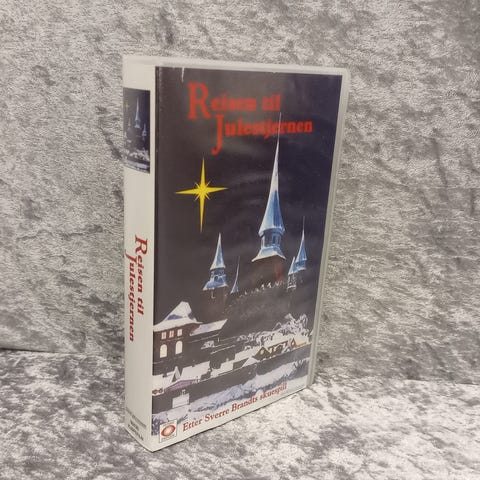 Reisen til
Julestjernen
Etter Sverre Brandts skuespill
Reisen til
Julestjernen